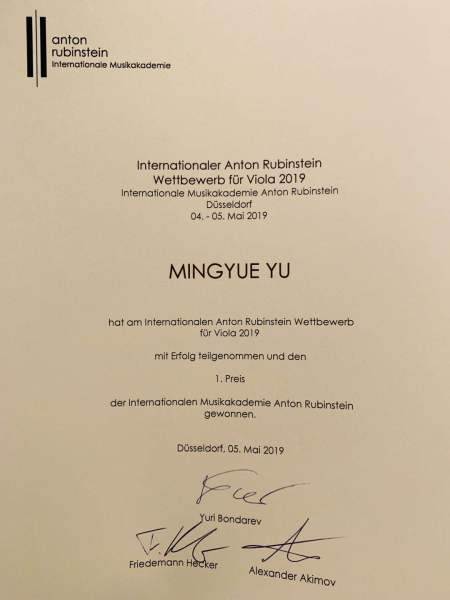 anton
rubinstein
Internationale Musikakademie
Internationaler Anton Rubinstein
Wettbewerb für Viola 2019
Internationale Musikakademie Anton Rubinstein
Düsseldorf
04. - 05. Mai 2019
MINGYUE YU
hat am Internationalen Anton Rubinstein Wettbewerb
für Viola 2019
mit Erfolg teilgenommen und den
1. Preis
der Internationalen Musikakademie Anton Rubinstein
gewonnen.
Düsseldorf, 05. Mai 2019
Yuri Bondarev
Friedemann Hecker
Alexander Akimov